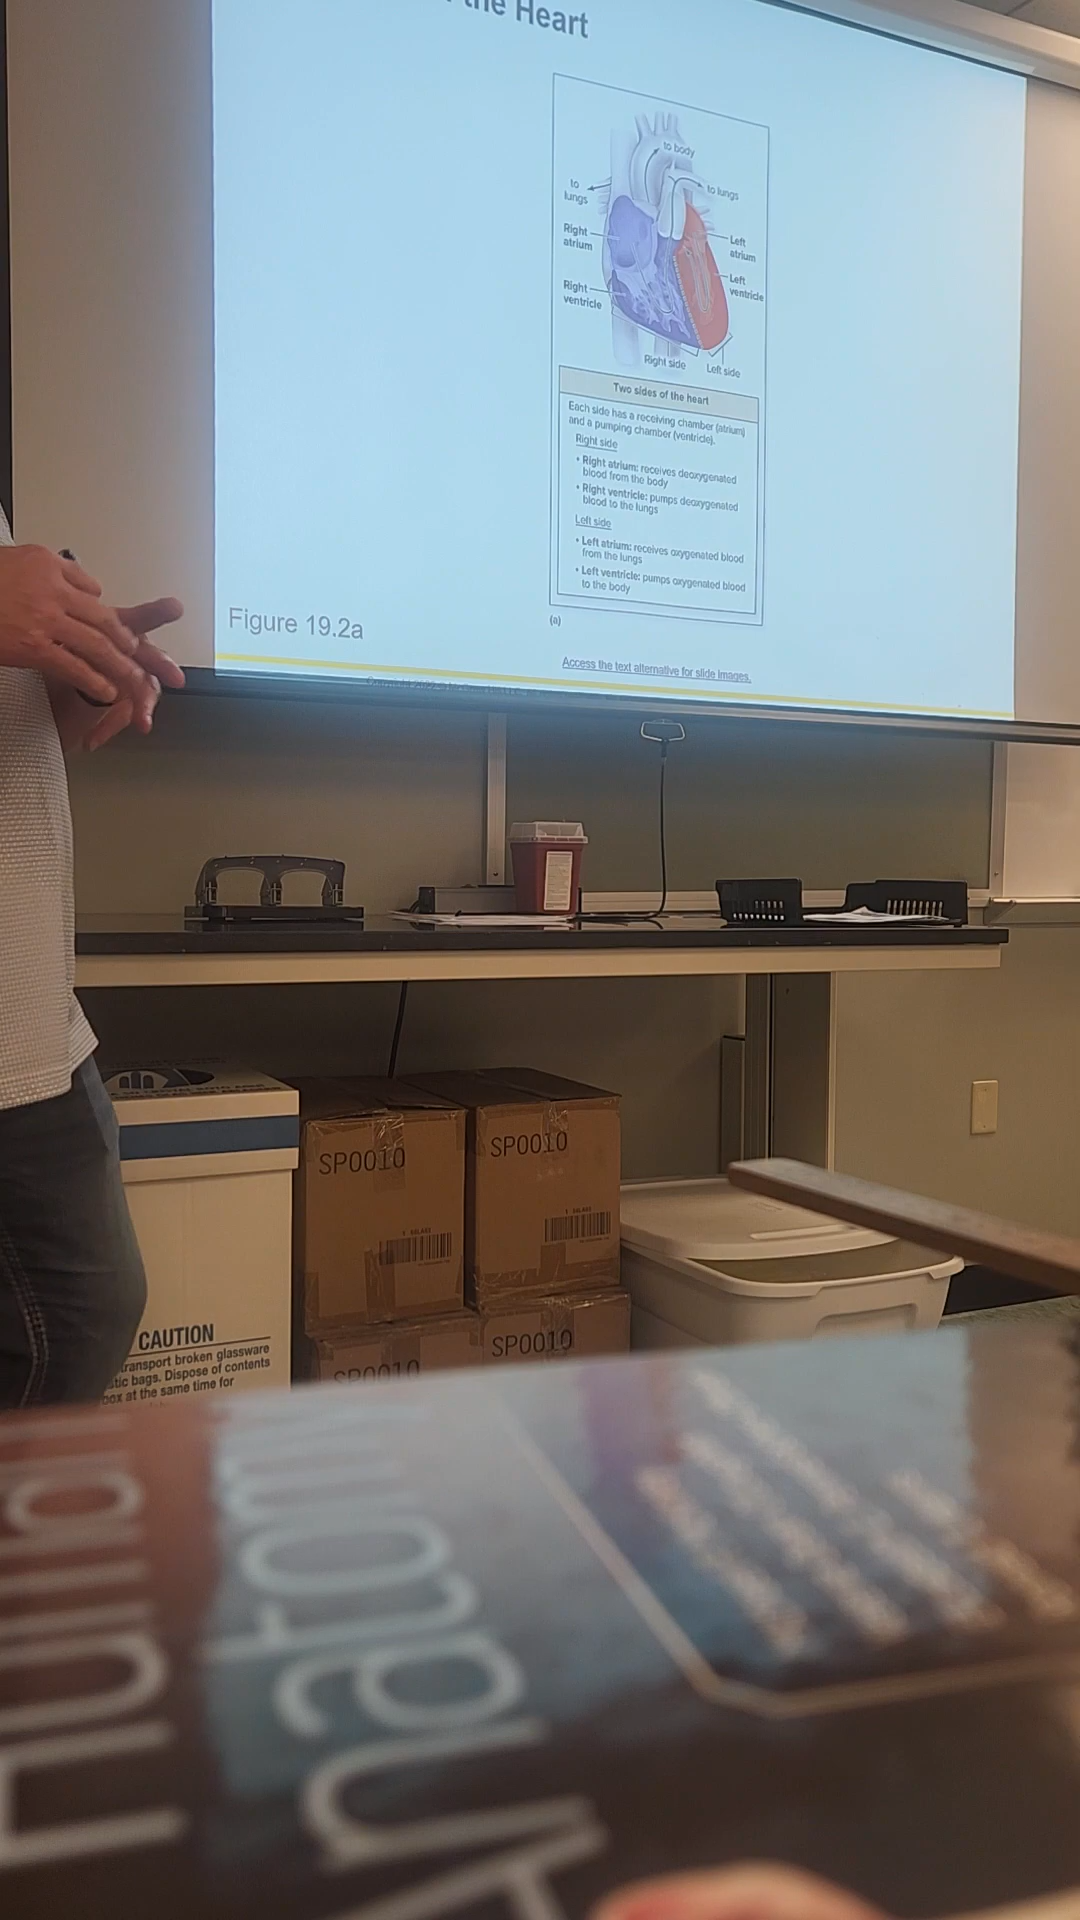 the Heart
to body
to
lungs
to lungs
Right
atrium
Left
atrium
Left
ventricle
Right
ventricle
Right side
Left side
Two sides of the heart
Each side has a receiving chamber (atrium)
and a pumping chamber (ventricle).
Right side
• Right atrium: receives deoxygenated
blood from the body
• Right ventricle: pumps deoxygenated
blood to the lungs
Left side
• Left atrium: receives oxygenated blood
from the lungs
• Left ventricle: pumps oxygenated blood
to the body
(a)
Figure 19.2a
Access the text alternative for slide images.
SP0010
SP0010
SP0010
SP0010
CAUTION
transport broken glassware
tic bags. Dispose of contents
box at the same time for
Human
Anatomy